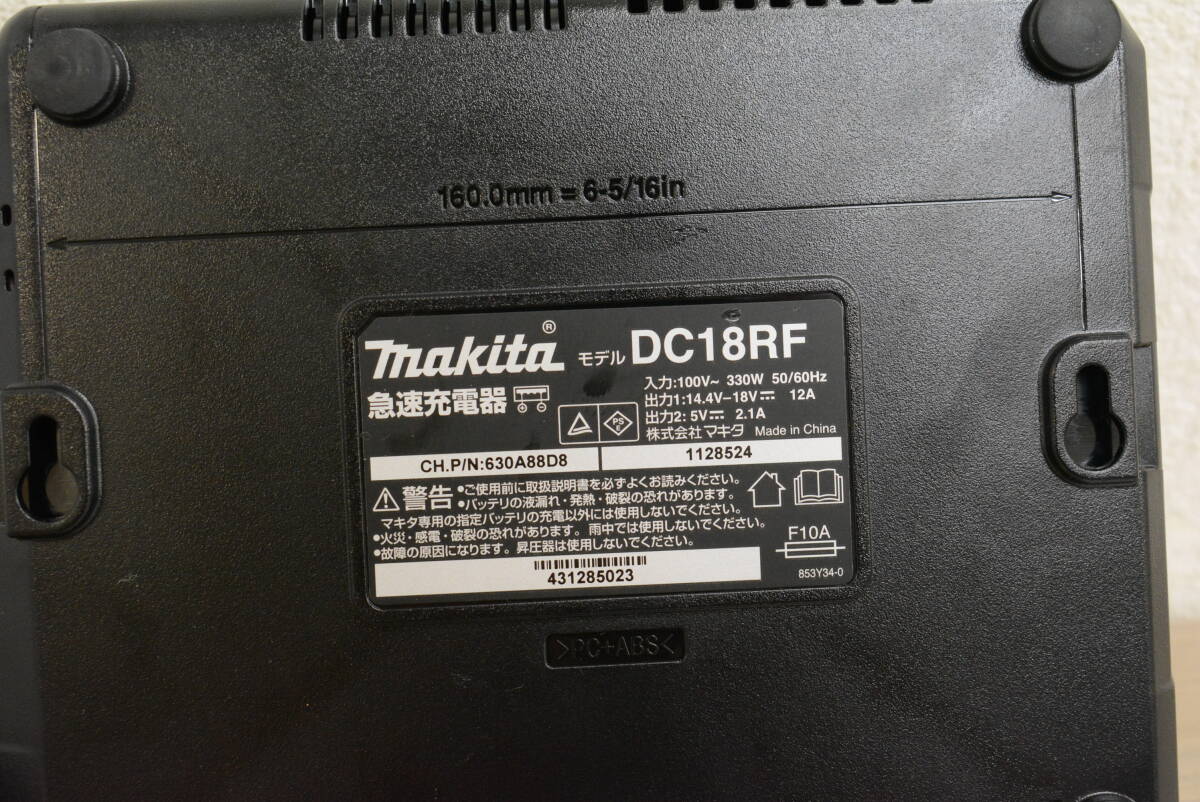 160.0mm = 6-5/16in
makita® モデル DC18RF
急速充電器
入力:100V~ 330W 50/60Hz
出力1:14.4V-18V⎓ 12A
出力2: 5V⎓ 2.1A
株式会社マキタ Made in China
PS
E
CH.P/N:630A88D8
1128524
警告
•ご使用前に取扱説明書を必ずよくお読みください。
•バッテリの液漏れ・発熱・破裂の恐れがあります。
マキタ専用の指定バッテリの充電以外には使用しないでください。
•火災・感電・破裂の恐れがあります。雨中では使用しないでください。
•故障の原因になります。昇圧器は使用しないでください。
F10A
431285023
853Y34-0
>PC+ABS<